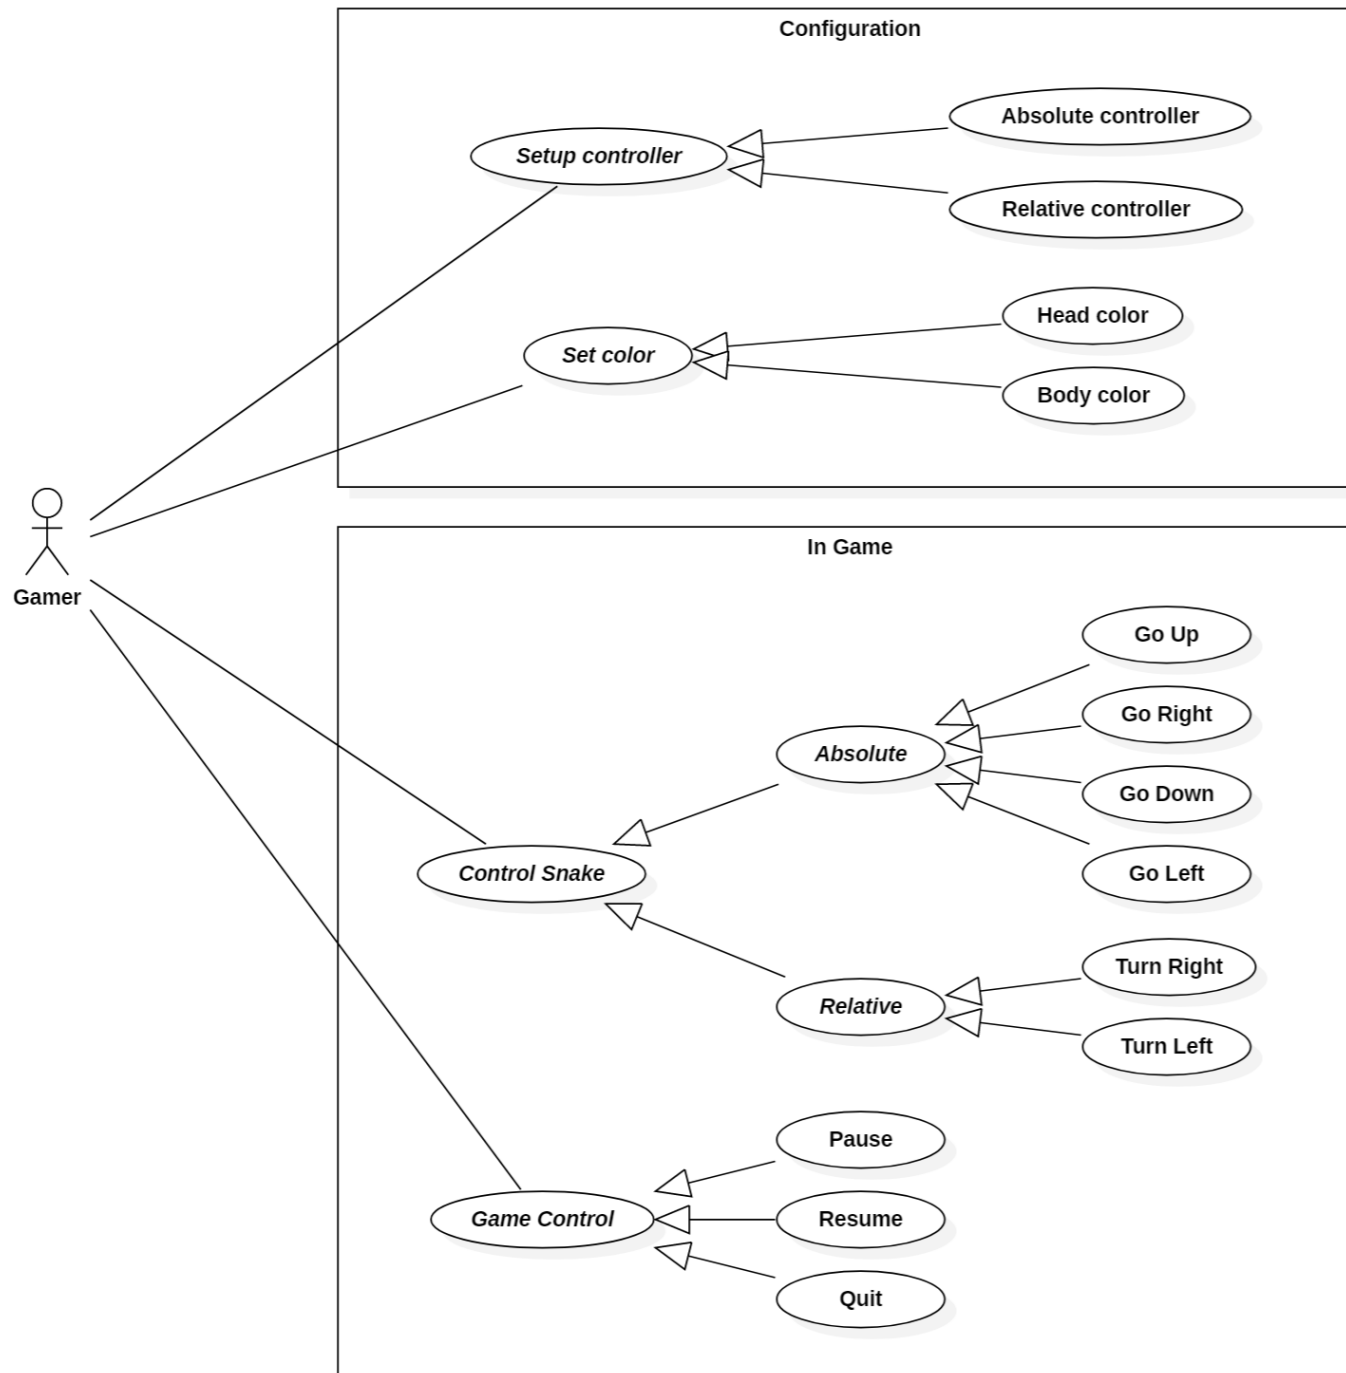 Configuration
Absolute controller
Setup controller
Relative controller
Head color
Set color
Body color
Gamer
In Game
Go Up
Go Right
Absolute
Go Down
Control Snake
Go Left
Turn Right
Relative
Turn Left
Pause
Game Control
Resume
Quit